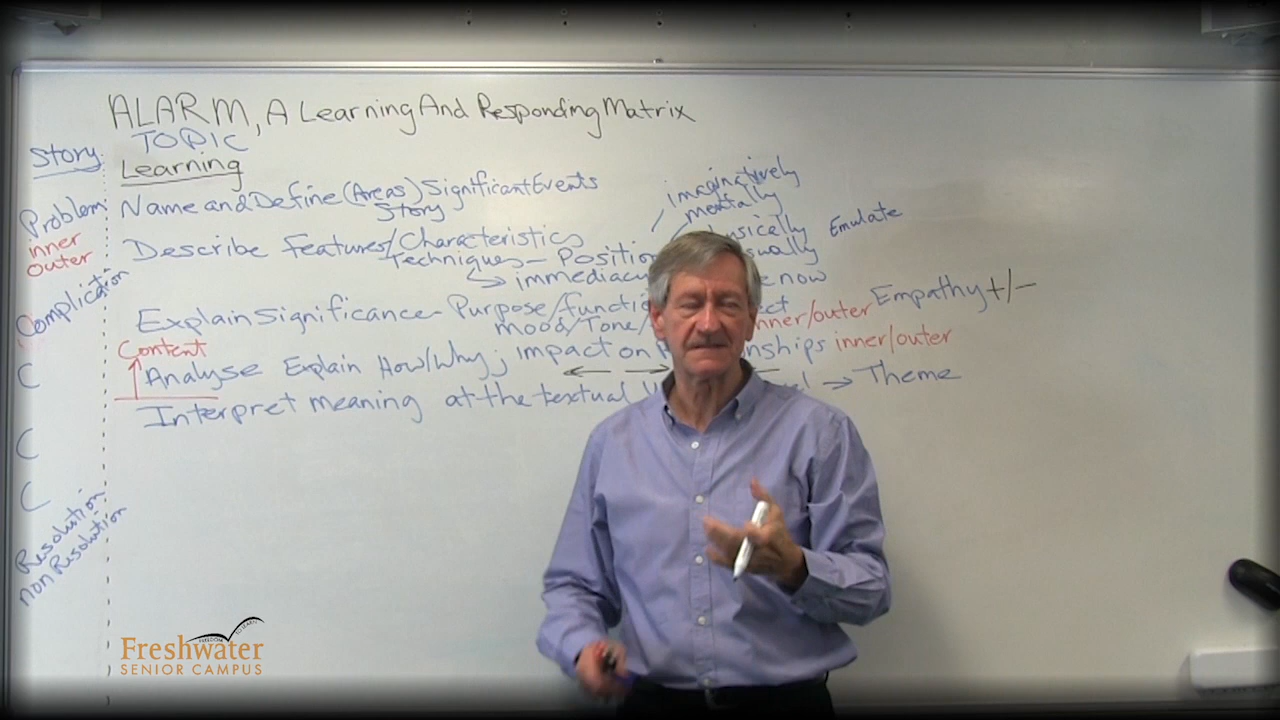 ALARM, A Learning And Responding Matrix
TOPIC
Story
Learning
Name and Define (Areas) Significant Events
Story
imaginatively
mentally
Problem
inner
outer
Describe Features/Characteristics
Techniques - Position
Emulate
immediacy
now
Complication
Explain Significance - Purpose/function
mood/Tone/
inner/outer Empathy +/-
Content
Analyse Explain How/Why; impact on
inner/outer
C
Interpret meaning at the textual
→ Theme
C
C
Resolution
non Resolution
Freshwater
SENIOR CAMPUS